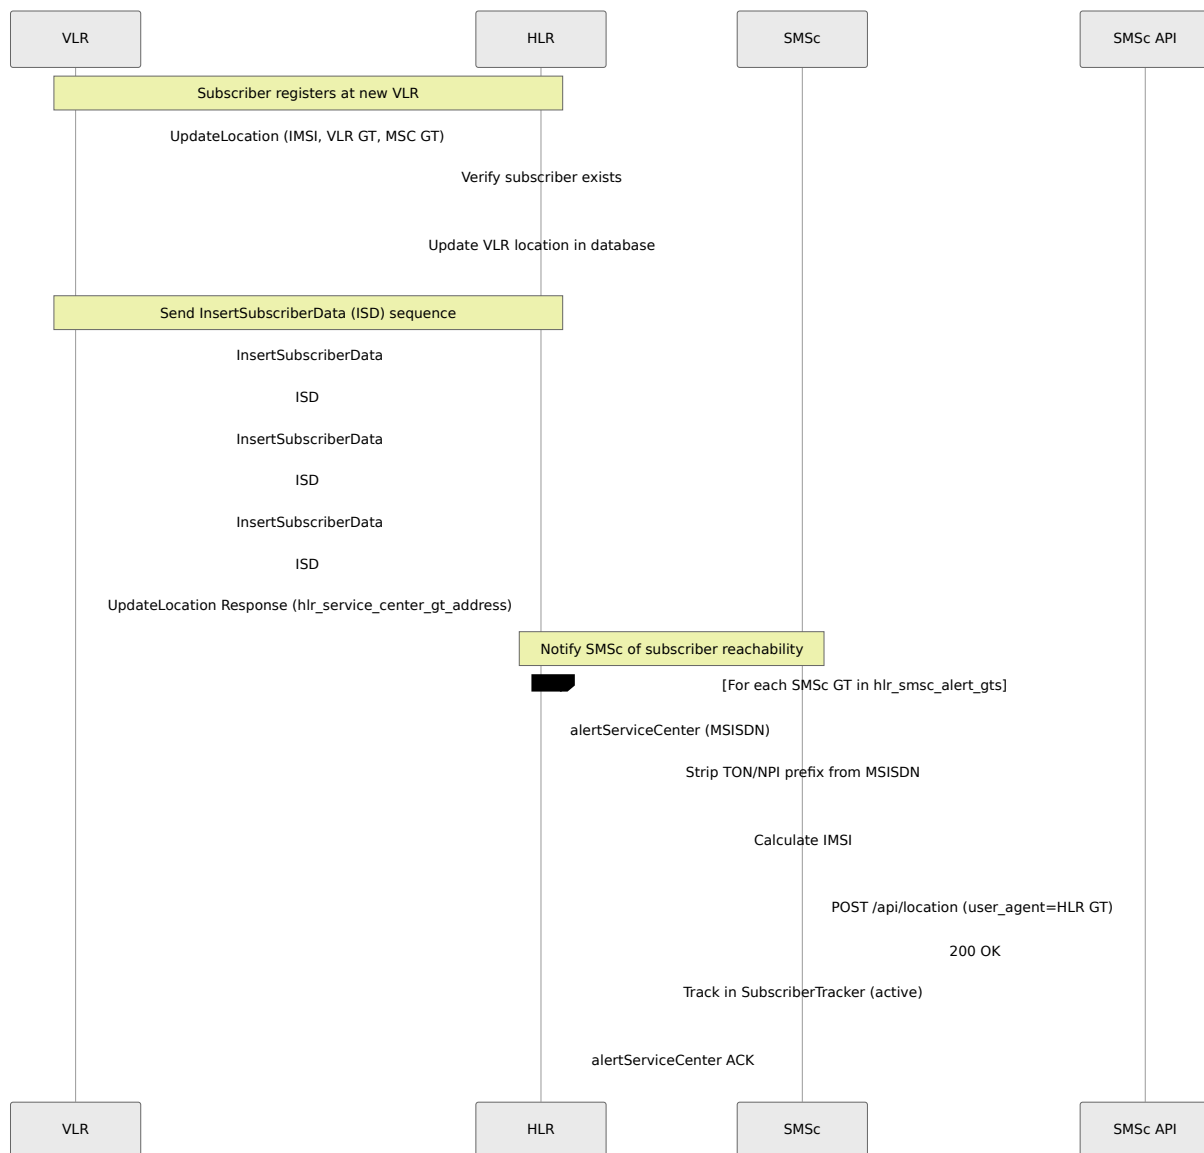 VLR
HLR
SMSc
SMSc API
Subscriber registers at new VLR
UpdateLocation (IMSI, VLR GT, MSC GT)
Verify subscriber exists
Update VLR location in database
Send InsertSubscriberData (ISD) sequence
InsertSubscriberData
ISD
InsertSubscriberData
ISD
InsertSubscriberData
ISD
UpdateLocation Response (hlr_service_center_gt_address)
Notify SMSc of subscriber reachability
[For each SMSc GT in hlr_smsc_alert_gts]
alertServiceCenter (MSISDN)
Strip TON/NPI prefix from MSISDN
Calculate IMSI
POST /api/location (user_agent=HLR GT)
200 OK
Track in SubscriberTracker (active)
alertServiceCenter ACK
VLR
HLR
SMSc
SMSc API